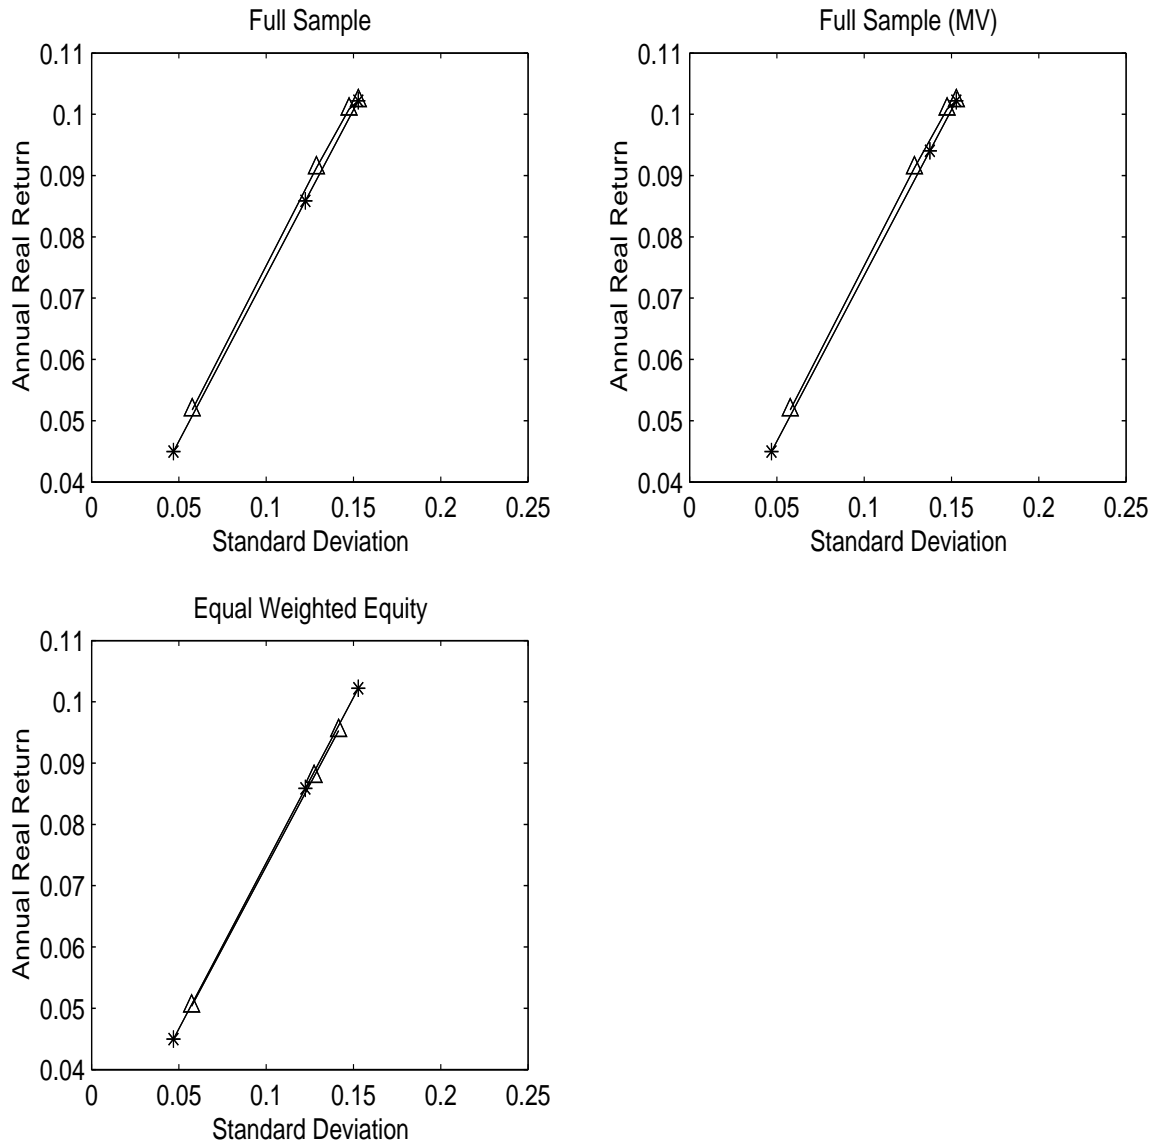 Full Sample
0.11
0.1
0.09
0.08
0.07
0.06
0.05
0.04
Annual Real Return
0 0.05 0.1 0.15 0.2 0.25
Standard Deviation
Full Sample (MV)
0.11
0.1
0.09
0.08
0.07
0.06
0.05
0.04
Annual Real Return
0 0.05 0.1 0.15 0.2 0.25
Standard Deviation
Equal Weighted Equity
0.11
0.1
0.09
0.08
0.07
0.06
0.05
0.04
Annual Real Return
0 0.05 0.1 0.15 0.2 0.25
Standard Deviation